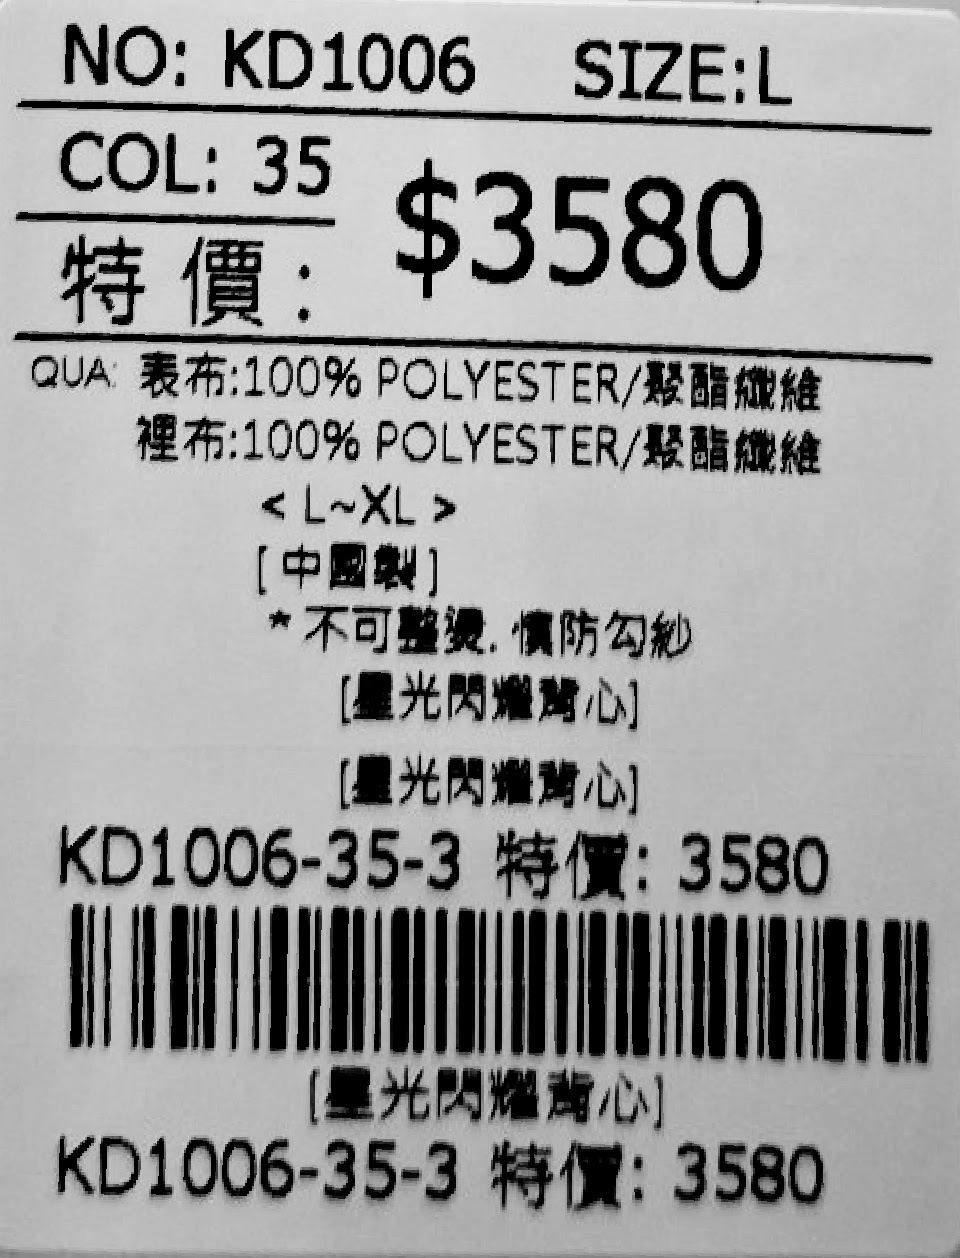 NO: KD1006 SIZE:L
COL: 35
$3580
特價:
QUA: 表布:100% POLYESTER/聚酯纖維
裡布:100% POLYESTER/聚酯纖維
< L~XL >
[中國製]
* 不可整燙. 慎防勾紗
[星光閃耀背心]
[星光閃耀背心]
KD1006-35-3 特價: 3580
[星光閃耀背心]
KD1006-35-3 特價: 3580